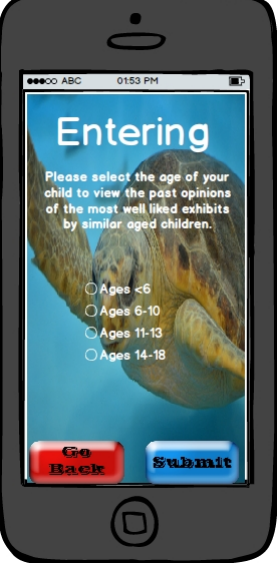 ABC 01:53 PM
Entering
Please select the age of your
child to view the past opinions
of the most well liked exhibits
by similar aged children.
Ages <6
Ages 6-10
Ages 11-13
Ages 14-18
Go
Back
Submit